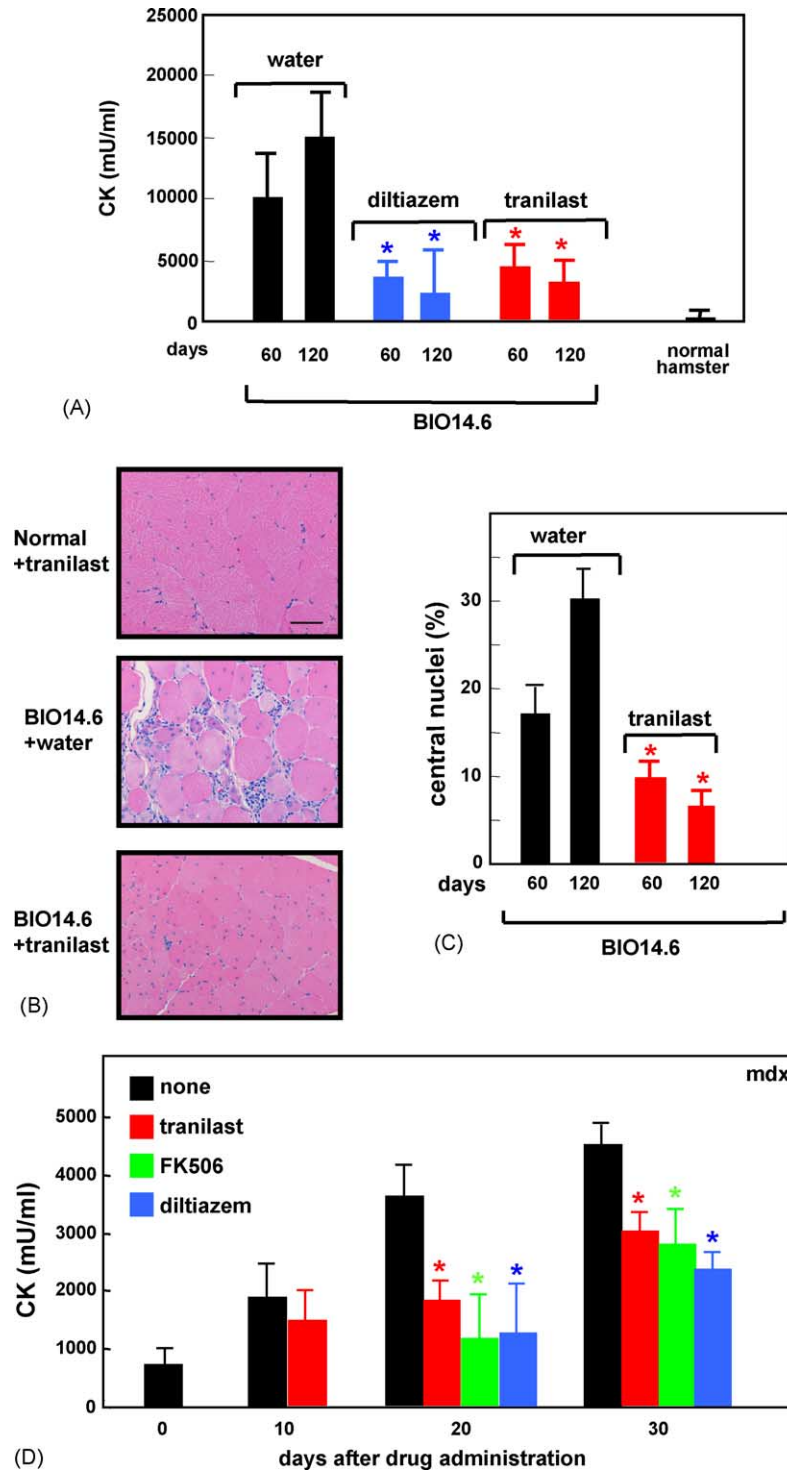 25000
20000
15000
10000
5000
0
CK (mU/ml)
water
diltiazem
tranilast
* * * *
days 60 120 60 120 60 120 normal
hamster
BIO14.6
(A)
Normal
+tranilast
BIO14.6
+water
BIO14.6
+tranilast
(B)
30
20
10
0
central nuclei (%)
water
tranilast
* *
days 60 120 60 120
BIO14.6
(C)
mdx
none
tranilast
FK506
diltiazem
5000
4000
3000
2000
1000
0
CK (mU/ml)
* * * * * *
0 10 20 30
days after drug administration
(D)